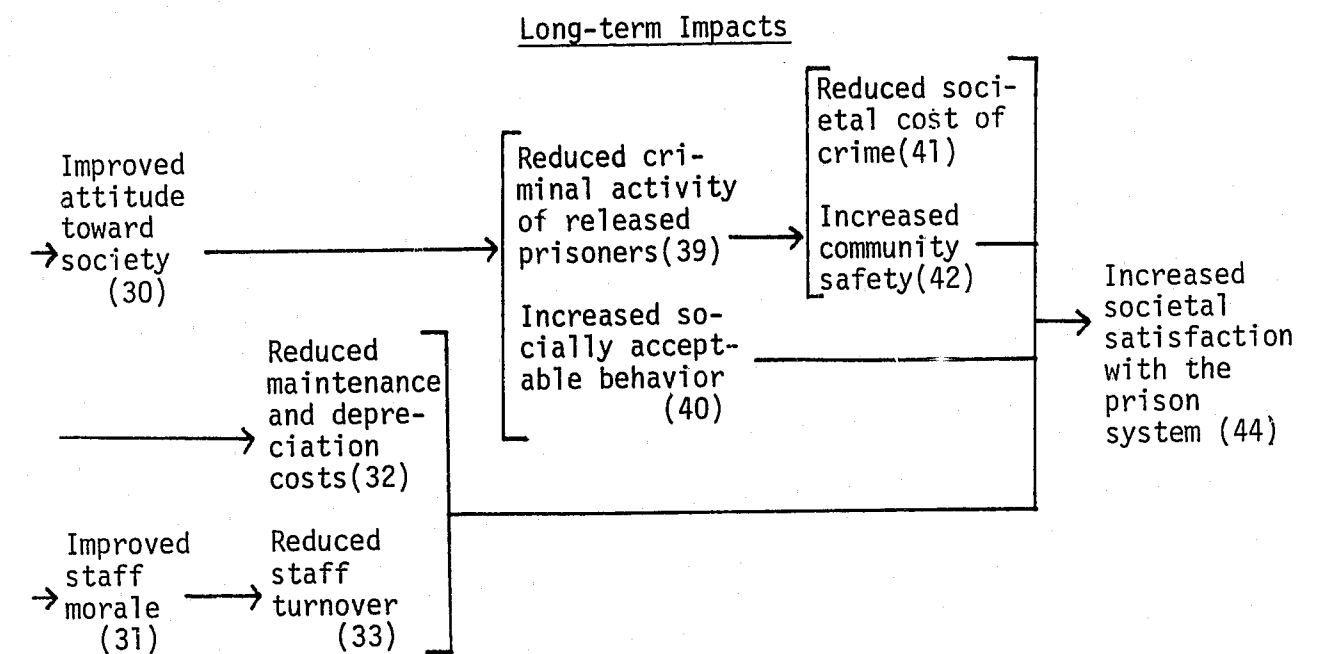 Long-term Impacts
Improved
attitude
toward
society
(30)
Reduced
maintenance
and depre-
ciation
costs(32)
Improved
staff
morale
(31)
Reduced
staff
turnover
(33)
Reduced cri-
minal activity
of released
prisoners(39)
Increased so-
cially accept-
able behavior
(40)
Reduced soci-
etal cost of
crime(41)
Increased
community
safety(42)
Increased
societal
satisfaction
with the
prison
system (44)